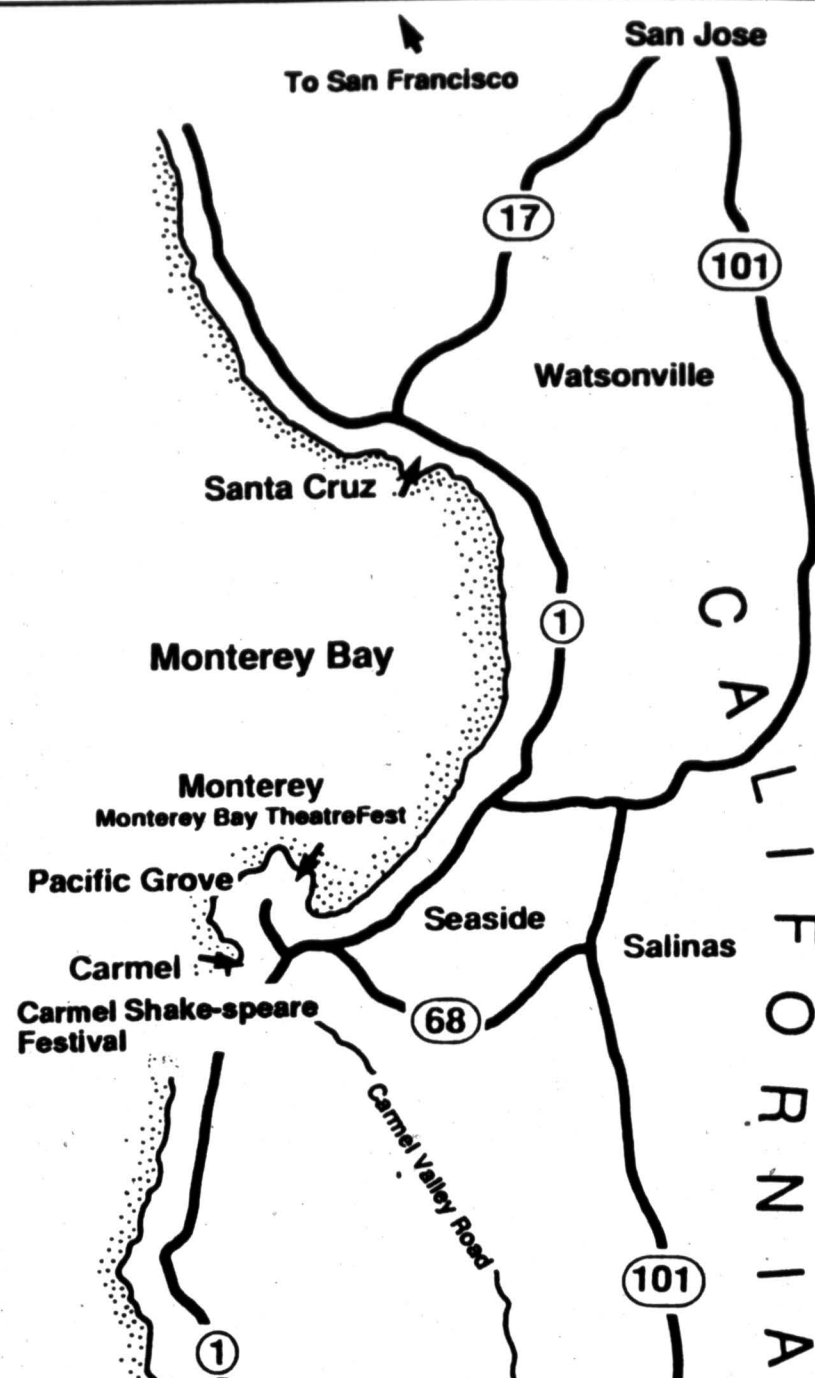 San Jose
To San Francisco
17
101
Watsonville
Santa Cruz
1
Monterey Bay
CALIFORNIA
Monterey
Monterey Bay TheatreFest
Pacific Grove
Seaside
Salinas
Carmel
Carmel Shake-speare
Festival
68
Carmel Valley Road
101
1